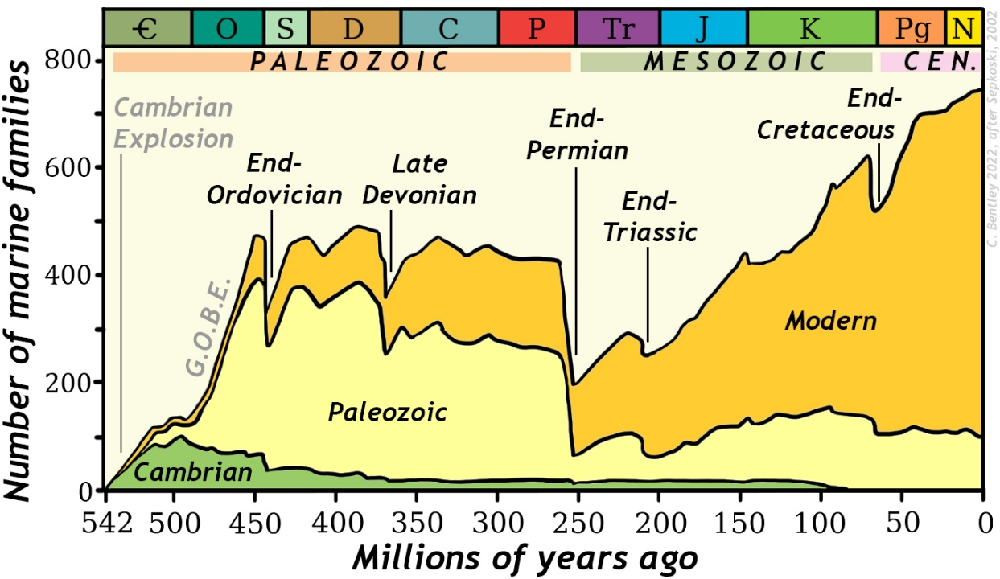 Ꞓ O S D C P Tr J K Pg N
PALEOZOIC MESOZOIC CEN.
Cambrian
Explosion
G.O.B.E.
End-
Ordovician
Late
Devonian
End-
Permian
End-
Triassic
End-
Cretaceous
Modern
Paleozoic
Cambrian
Number of marine families
800
600
400
200
0
542 500 450 400 350 300 250 200 150 100 50 0
Millions of years ago
C. Bentley 2022, after Sepkoski, 2002